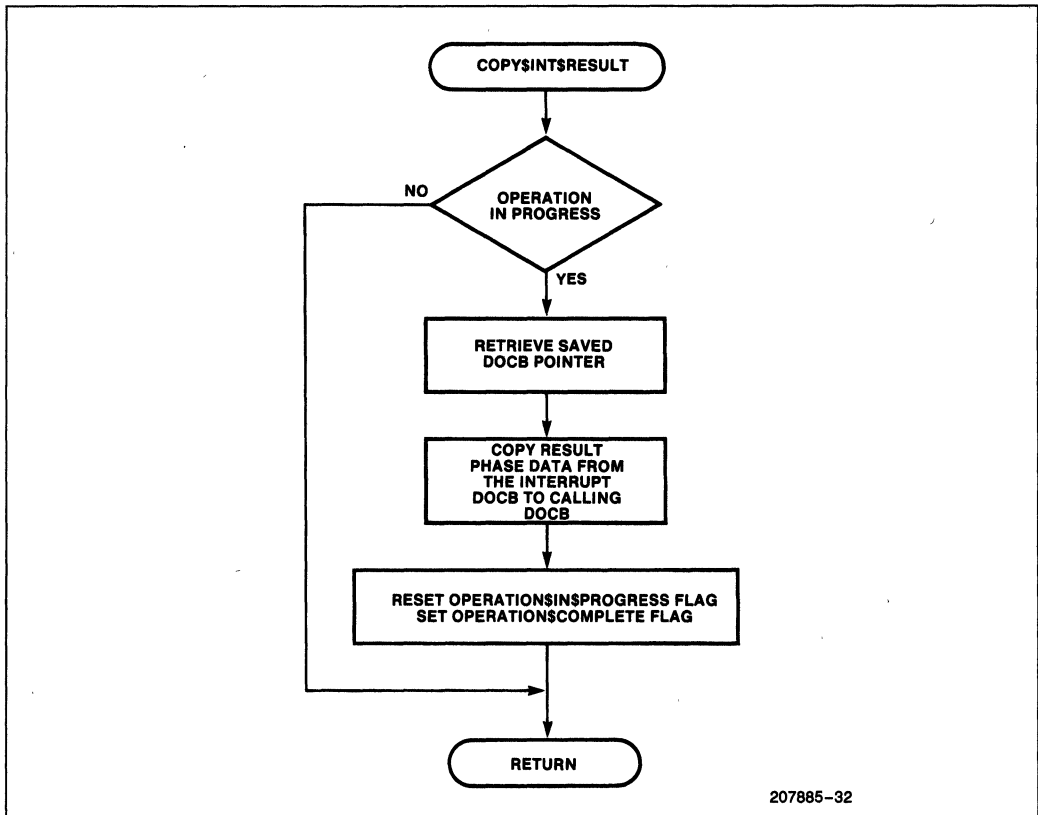 COPY$INT$RESULT
NO
OPERATION
IN PROGRESS
YES
RETRIEVE SAVED
DOCB POINTER
COPY RESULT
PHASE DATA FROM
THE INTERRUPT
DOCB TO CALLING
DOCB
RESET OPERATION$IN$PROGRESS FLAG
SET OPERATION$COMPLETE FLAG
RETURN
207885-32